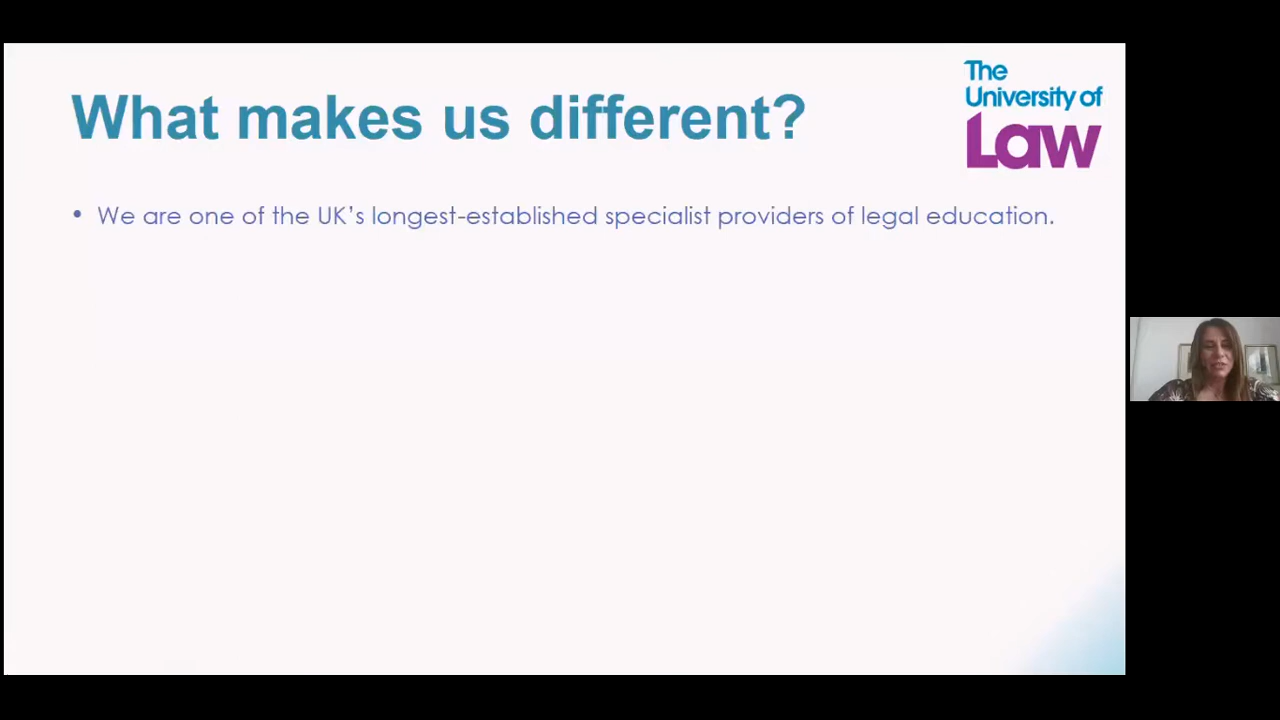 What makes us different?
The
University of
Law
• We are one of the UK’s longest-established specialist providers of legal education.